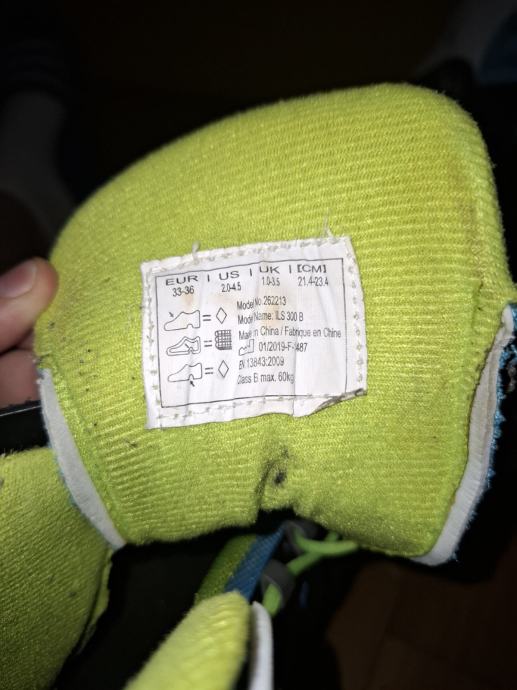 EUR | US | UK | [CM]
33-36 2.0-4.5 1.0-3.5 21.4-23.4
Model No:262213
Model Name: ILS 300 B
Made in China / Fabriqué en Chine
01/2019-F-487
EN 13843:2009
Class B max. 60kg